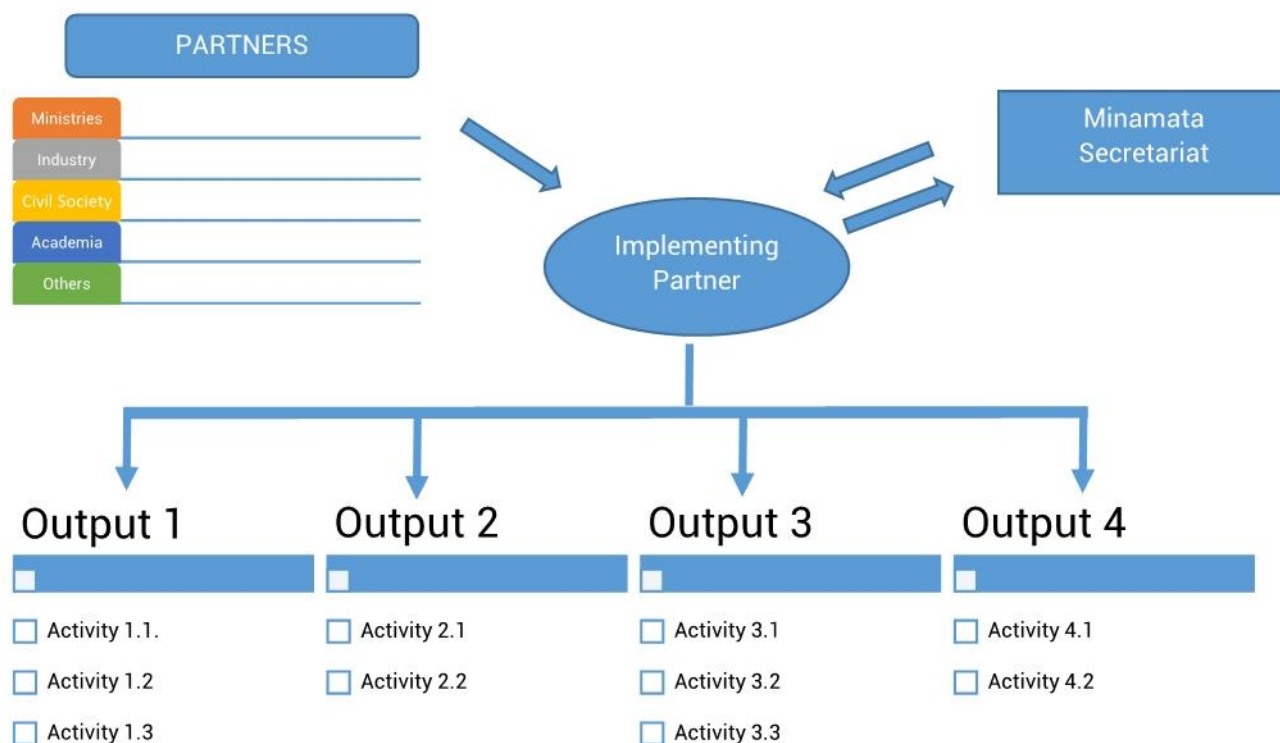 PARTNERS
Ministries
Industry
Civil Society
Academia
Others
Minamata
Secretariat
Implementing
Partner
Output 1
Activity 1.1.
Activity 1.2
Activity 1.3
Output 2
Activity 2.1
Activity 2.2
Output 3
Activity 3.1
Activity 3.2
Activity 3.3
Output 4
Activity 4.1
Activity 4.2